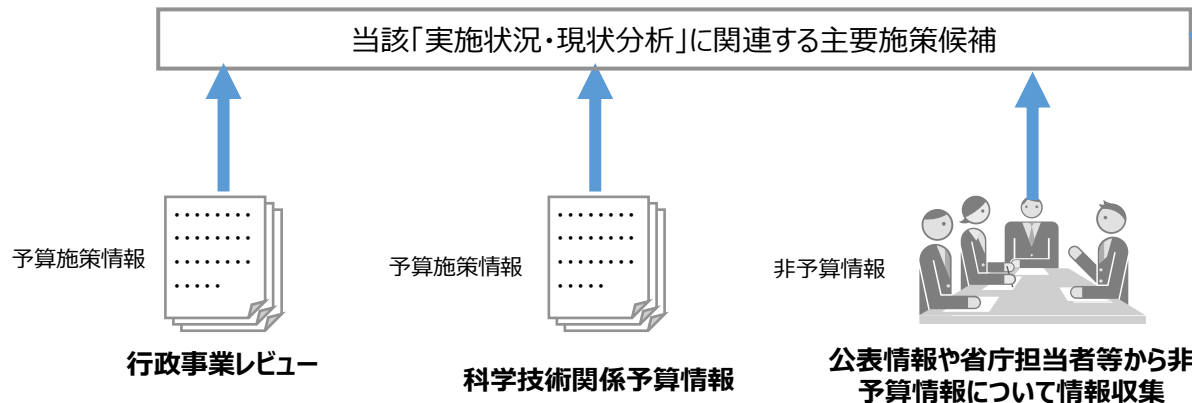 当該「実施状況・現状分析」に関連する主要施策候補
予算施策情報
予算施策情報
非予算情報
行政事業レビュー
科学技術関係予算情報
公表情報や省庁担当者等から非
予算情報について情報収集